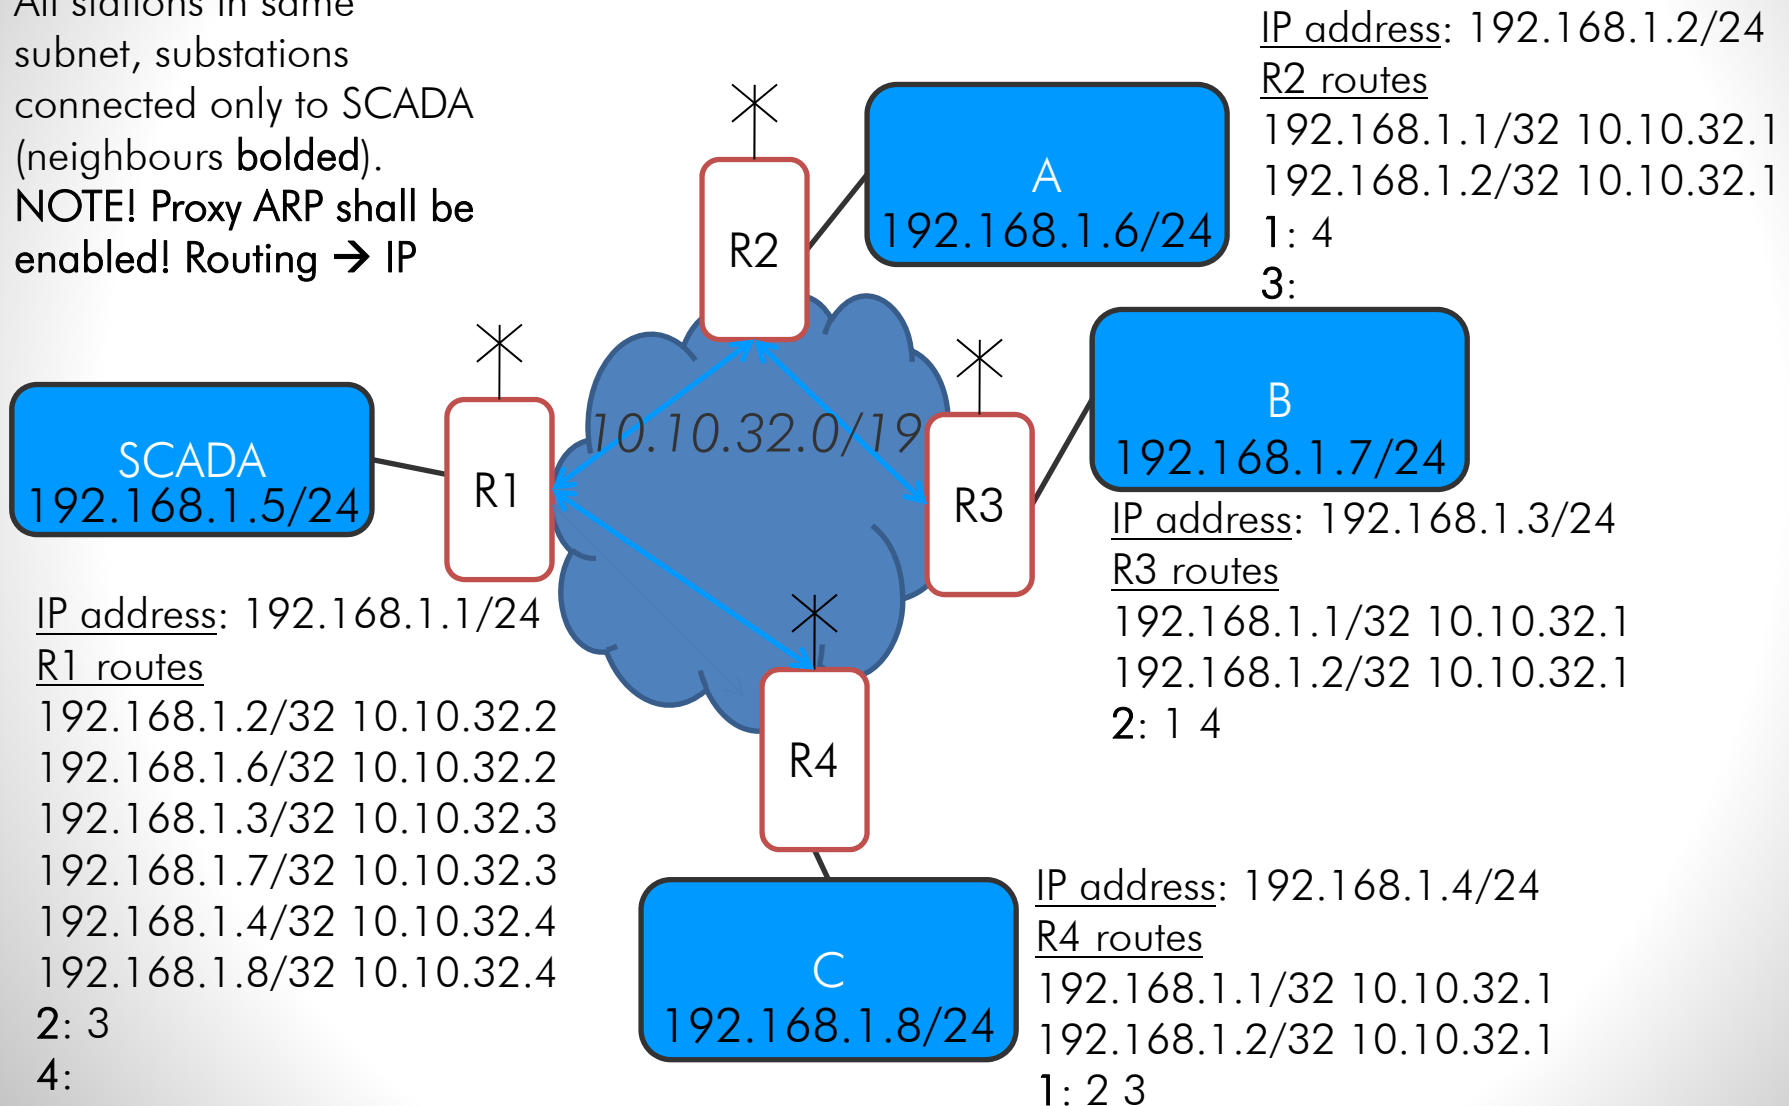 All stations in same
subnet, substations
connected only to SCADA
(neighbours bolded).
NOTE! Proxy ARP shall be
enabled! Routing → IP
IP address: 192.168.1.2/24
R2 routes
192.168.1.1/32 10.10.32.1
192.168.1.2/32 10.10.32.1
1: 4
3:
R2
A
192.168.1.6/24
SCADA
192.168.1.5/24
R1
10.10.32.0/19
R3
B
192.168.1.7/24
IP address: 192.168.1.3/24
R3 routes
192.168.1.1/32 10.10.32.1
192.168.1.2/32 10.10.32.1
2: 1 4
IP address: 192.168.1.1/24
R1 routes
192.168.1.2/32 10.10.32.2
192.168.1.6/32 10.10.32.2
192.168.1.3/32 10.10.32.3
192.168.1.7/32 10.10.32.3
192.168.1.4/32 10.10.32.4
192.168.1.8/32 10.10.32.4
2: 3
4:
R4
C
192.168.1.8/24
IP address: 192.168.1.4/24
R4 routes
192.168.1.1/32 10.10.32.1
192.168.1.2/32 10.10.32.1
1: 2 3